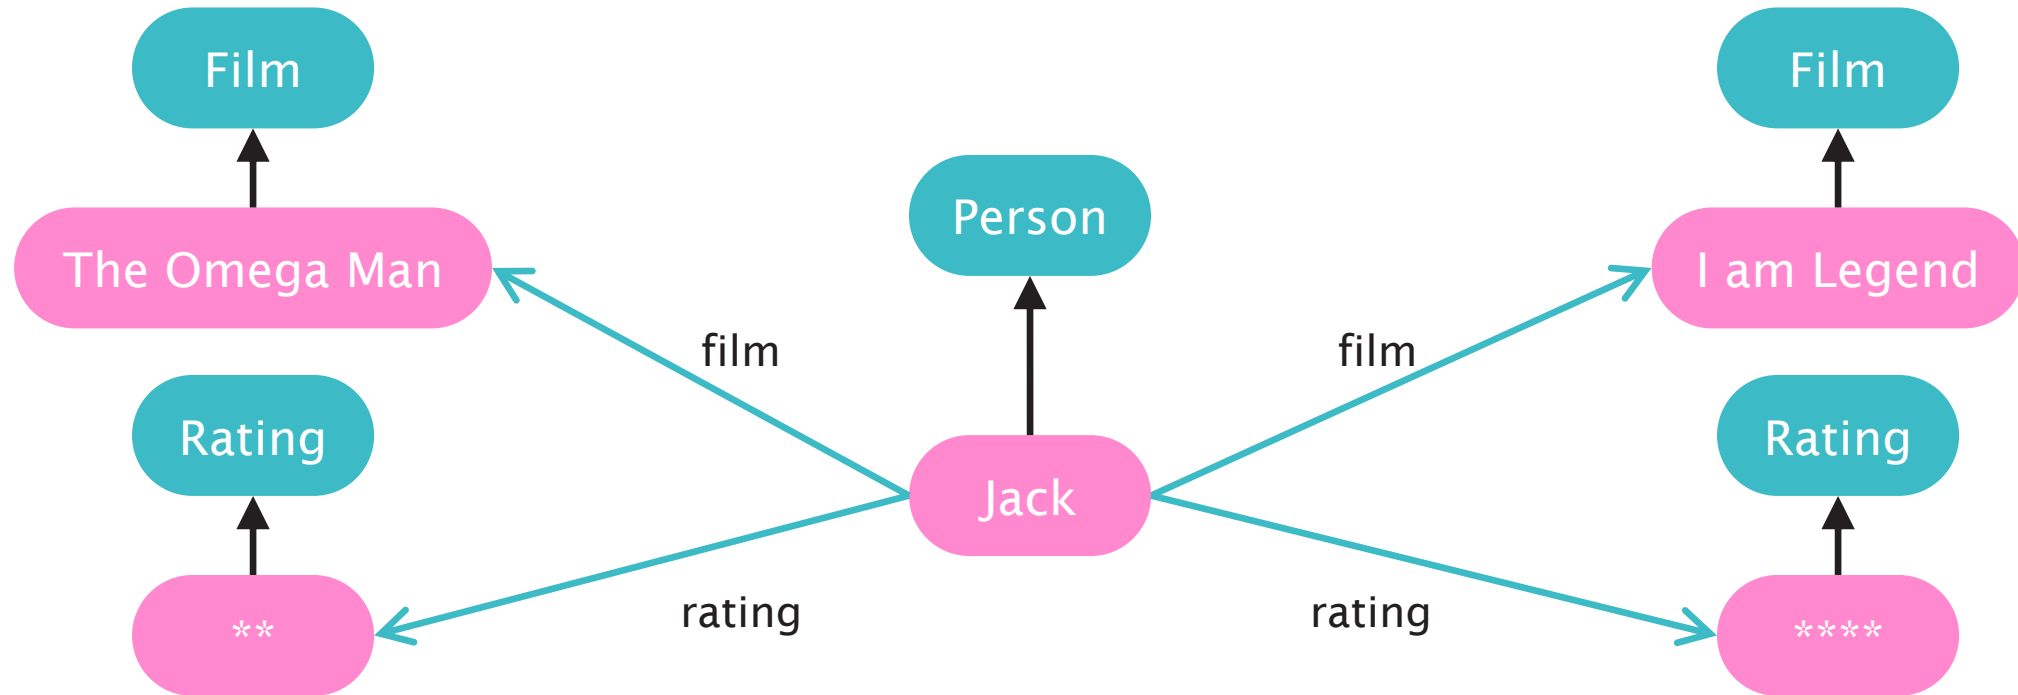 Film
Film
Person
The Omega Man
I am Legend
film
film
Rating
Rating
Jack
rating
rating
**
****